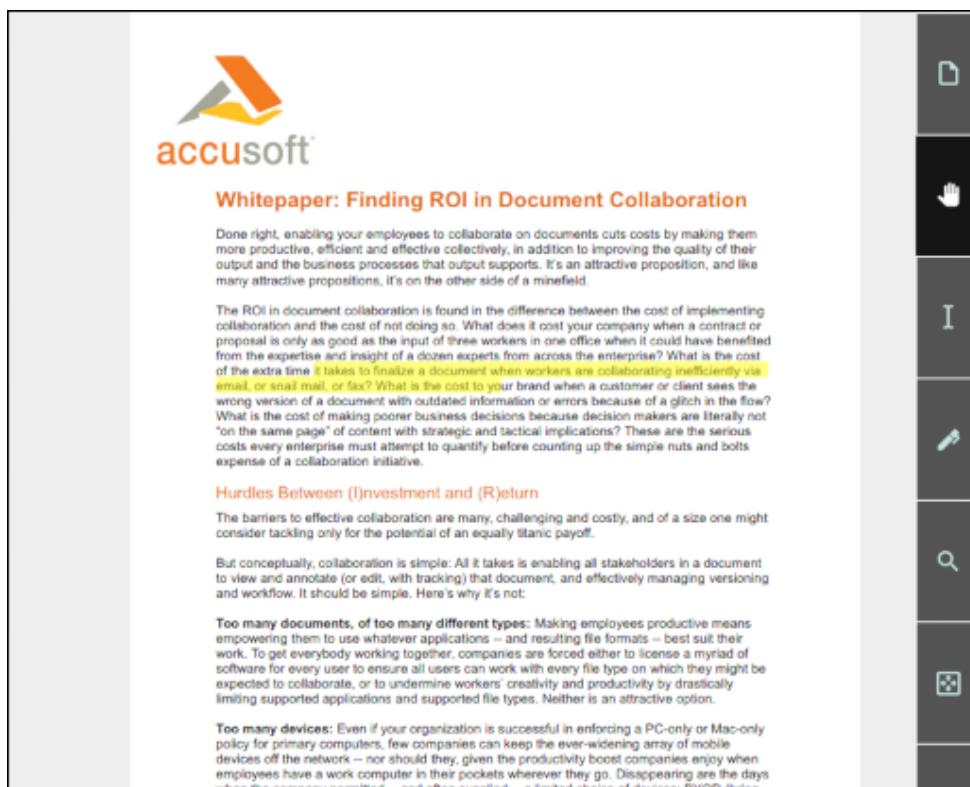 accusoft
Whitepaper: Finding ROI in Document Collaboration
Done right, enabling your employees to collaborate on documents cuts costs by making them
more productive, efficient and effective collectively, in addition to improving the quality of their
output and the business processes that output supports. It's an attractive proposition, and like
many attractive propositions, it's on the other side of a minefield.
The ROI in document collaboration is found in the difference between the cost of implementing
collaboration and the cost of not doing so. What does it cost your company when a contract or
proposal is only as good as the input of three workers in one office when it could have benefited
from the expertise and insight of a dozen experts from across the enterprise? What is the cost
of the extra time it takes to finalize a document when workers are collaborating inefficiently via
email, or snail mail, or fax? What is the cost to your brand when a customer or client sees the
wrong version of a document with outdated information or errors because of a glitch in the flow?
What is the cost of making poorer business decisions because decision makers are literally not
"on the same page" of content with strategic and tactical implications? These are the serious
costs every enterprise must attempt to quantify before counting up the simple nuts and bolts
expense of a collaboration initiative.
Hurdles Between (I)nvestment and (R)eturn
The barriers to effective collaboration are many, challenging and costly, and of a size one might
consider tackling only for the potential of an equally titanic payoff.
But conceptually, collaboration is simple: All it takes is enabling all stakeholders in a document
to view and annotate (or edit, with tracking) that document, and effectively managing versioning
and workflow. It should be simple. Here's why it's not:
Too many documents, of too many different types: Making employees productive means
empowering them to use whatever applications -- and resulting file formats -- best suit their
work. To get everybody working together, companies are forced either to license a myriad of
software for every user to ensure all users can work with every file type on which they might be
expected to collaborate, or to undermine workers' creativity and productivity by drastically
limiting supported applications and supported file types. Neither is an attractive option.
Too many devices: Even if your organization is successful in enforcing a PC-only or Mac-only
policy for primary computers, few companies can keep the ever-widening array of mobile
devices off the network -- nor should they, given the productivity boost companies enjoy when
employees have a work computer in their pockets wherever they go. Disappearing are the days